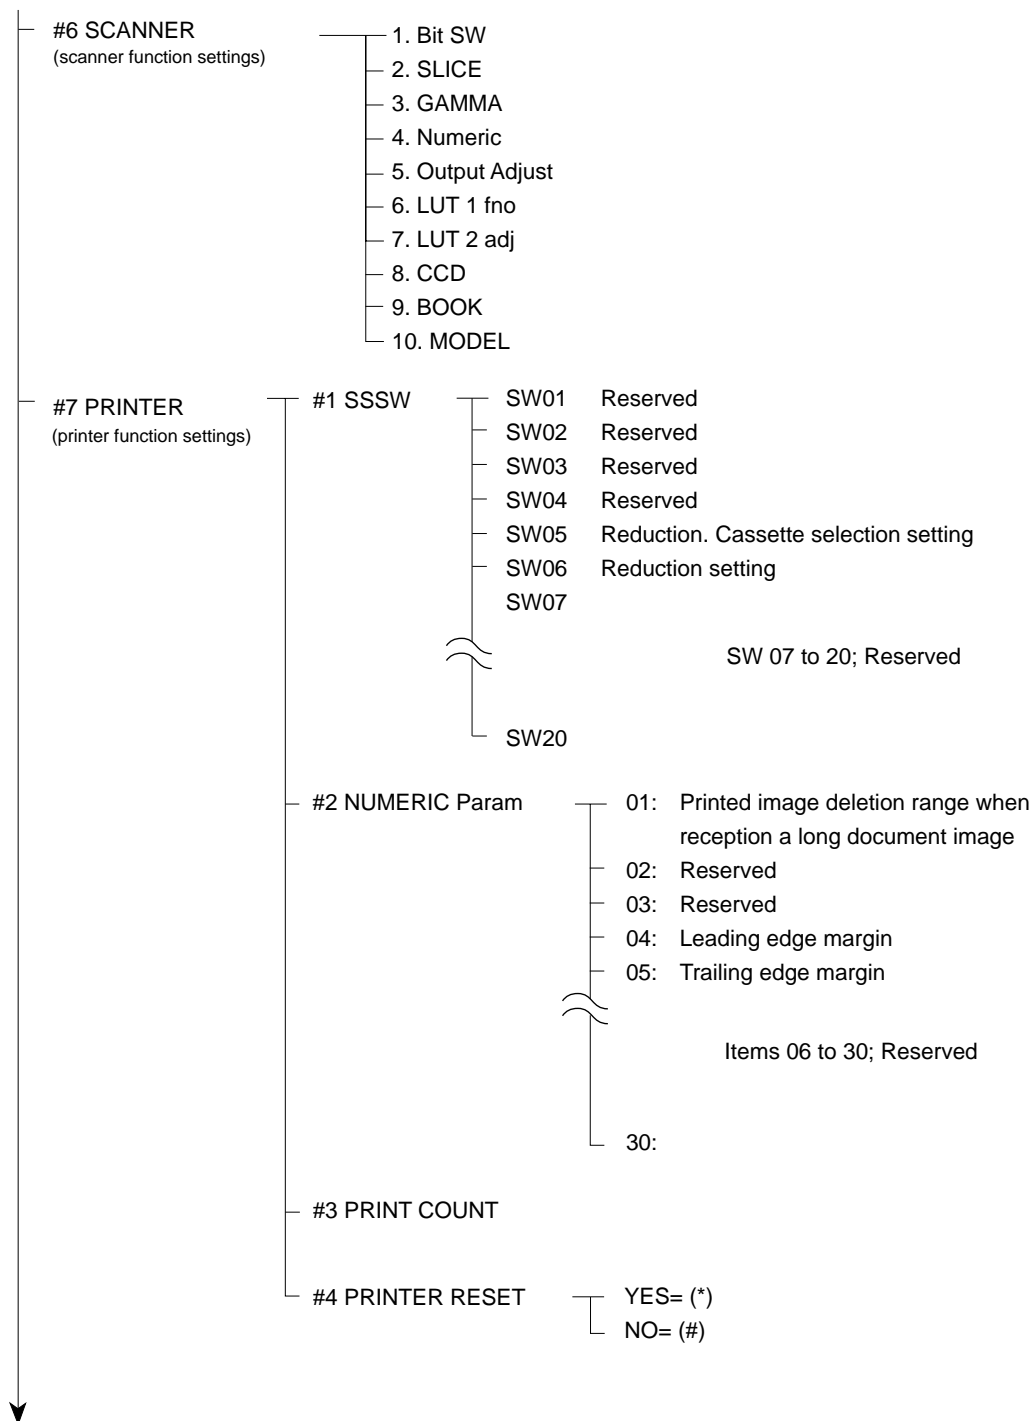 #6 SCANNER
(scanner function settings)
1. Bit SW
2. SLICE
3. GAMMA
4. Numeric
5. Output Adjust
6. LUT 1 fno
7. LUT 2 adj
8. CCD
9. BOOK
10. MODEL
#7 PRINTER
(printer function settings)
#1 SSSW
SW01 Reserved
SW02 Reserved
SW03 Reserved
SW04 Reserved
SW05 Reduction. Cassette selection setting
SW06 Reduction setting
SW07
SW 07 to 20; Reserved
SW20
#2 NUMERIC Param
01: Printed image deletion range when
reception a long document image
02: Reserved
03: Reserved
04: Leading edge margin
05: Trailing edge margin
Items 06 to 30; Reserved
30:
#3 PRINT COUNT
#4 PRINTER RESET
YES= (*)
NO= (#)